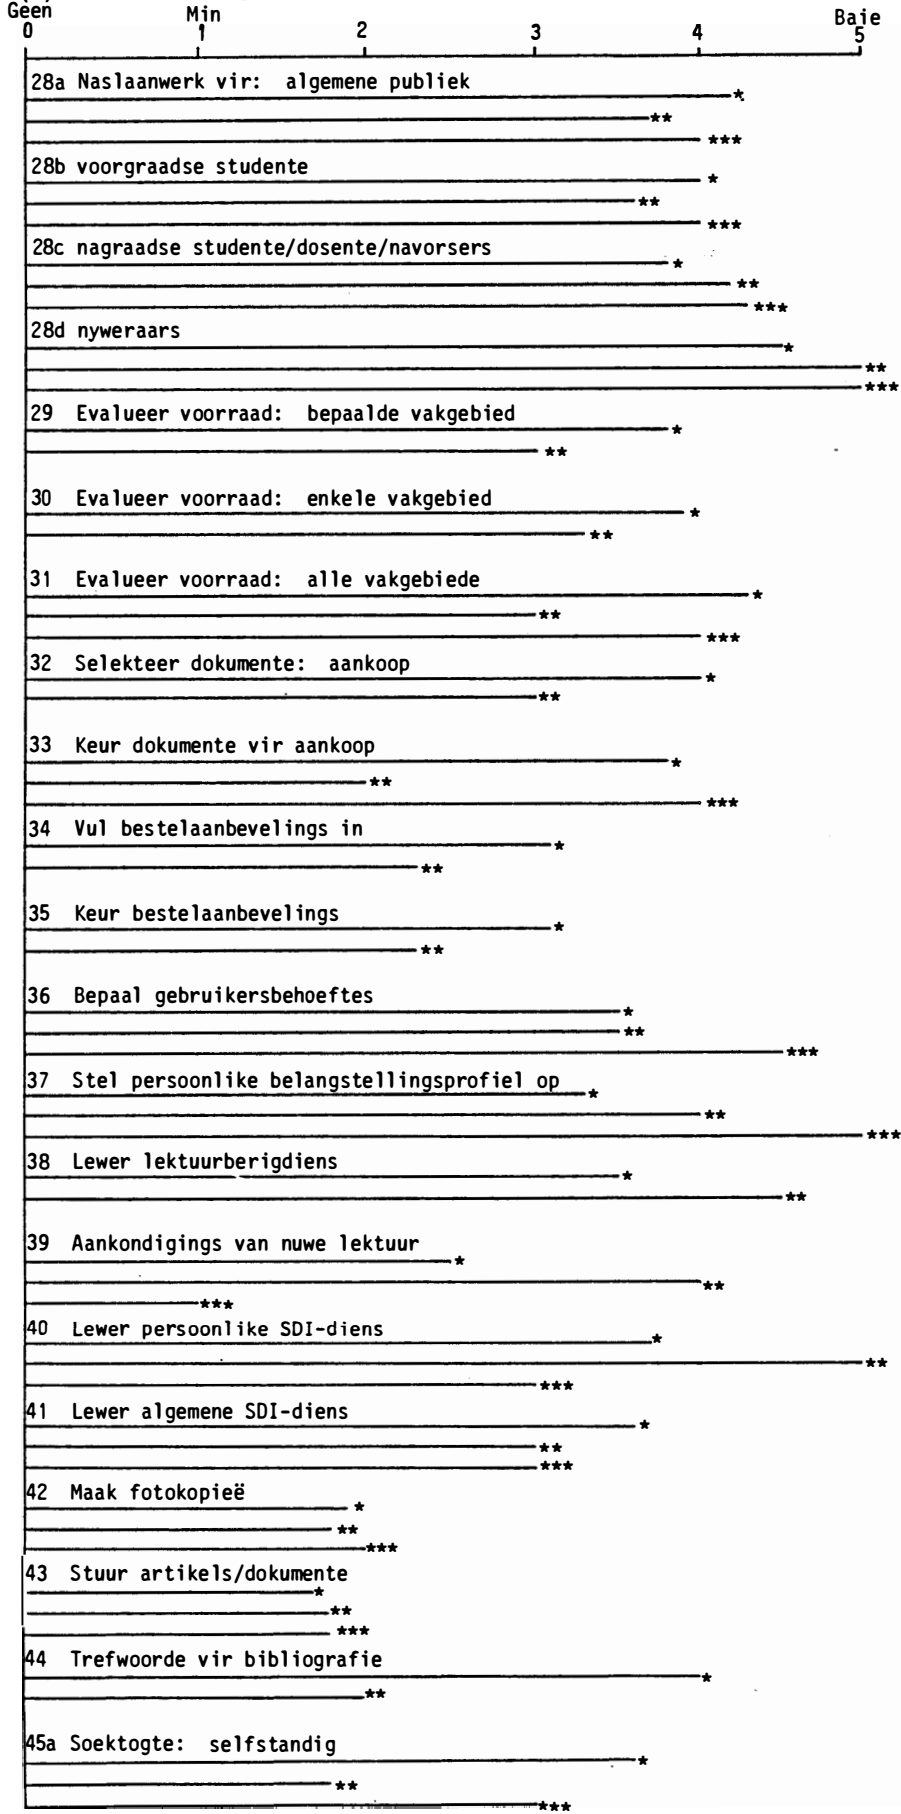 Geen Min Baie
0 1 2 3 4 5
28a Naslaanwerk vir: algemene publiek
*
**
***
28b voorgraadse studente
*
**
***
28c nagraadse studente/dosente/navorsers
*
**
***
28d nyweraars
*
**
***
29 Evalueer voorraad: bepaalde vakgebied
*
**
30 Evalueer voorraad: enkele vakgebied
*
**
31 Evalueer voorraad: alle vakgebiede
*
**
***
32 Selekteer dokumente: aankoop
*
**
33 Keur dokumente vir aankoop
*
**
***
34 Vul bestelaanbevelings in
*
**
35 Keur bestelaanbevelings
*
**
36 Bepaal gebruikersbehoeftes
*
**
***
37 Stel persoonlike belangstellingsprofiel op
*
**
***
38 Lewer lektuurberigdiens
*
**
39 Aankondigings van nuwe lektuur
*
**
***
40 Lewer persoonlike SDI-diens
*
**
***
41 Lewer algemene SDI-diens
*
**
***
42 Maak fotokopieë
*
**
***
43 Stuur artikels/dokumente
*
**
***
44 Trefwoorde vir bibliografie
*
**
45a Soektogte: selfstandig
*
**
***